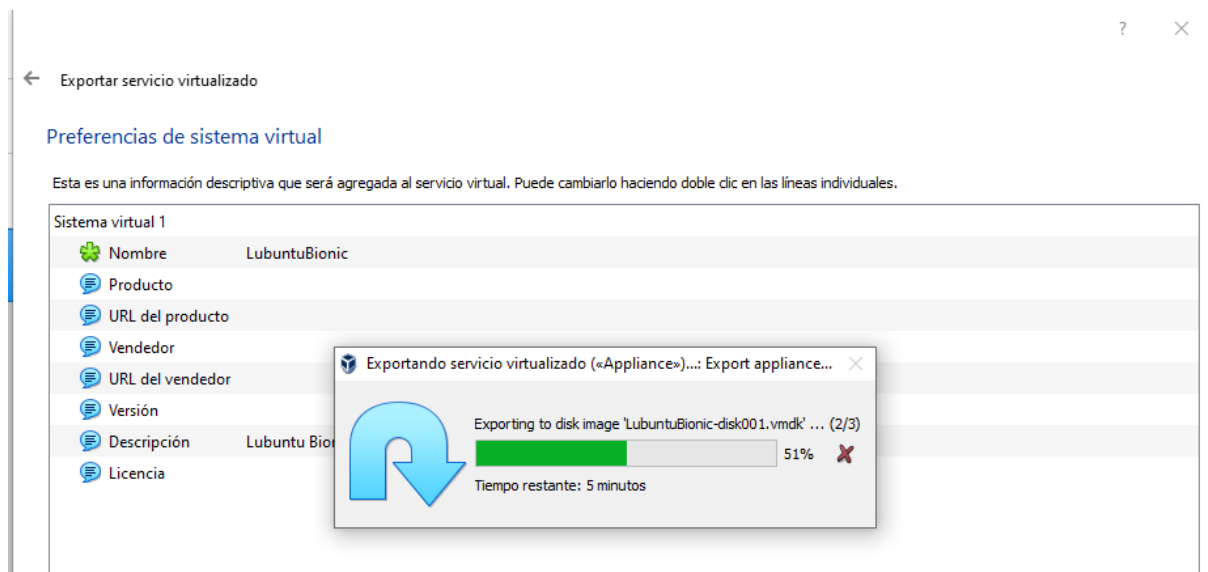 ?
Exportar servicio virtualizado
Preferencias de sistema virtual
Esta es una información descriptiva que será agregada al servicio virtual. Puede cambiarlo haciendo doble clic en las líneas individuales.
Sistema virtual 1
Nombre LubuntuBionic
Producto
URL del producto
Vendedor
URL del vendedor
Versión
Descripción Lubuntu
Licencia
Exportando servicio virtualizado («Appliance»)...: Export appliance...
Exporting to disk image 'LubuntuBionic-disk001.vmdk' ... (2/3)
51%
Tiempo restante: 5 minutos